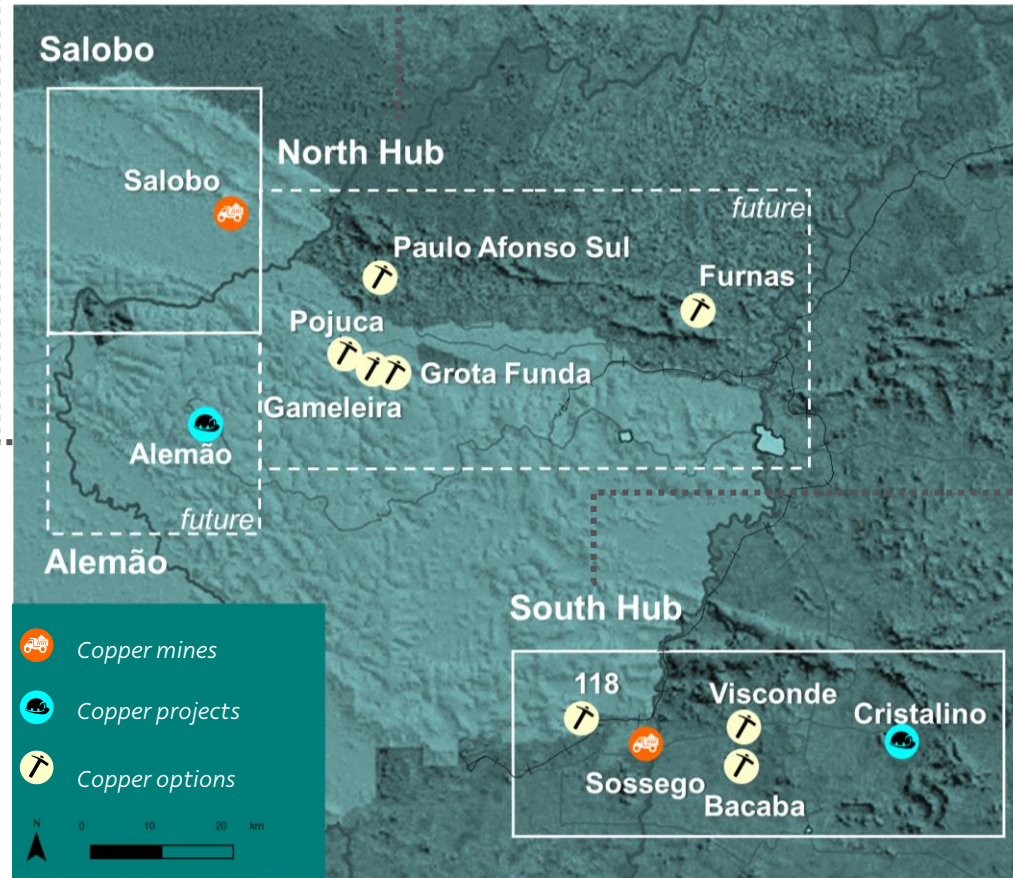 Salobo
North Hub
Salobo
future
Paulo Afonso Sul
Furnas
Pojuca
Grota Funda
Gameleira
Alemão
future
Alemão
South Hub
118
Visconde
Cristalino
Sossego
Bacaba
Copper mines
Copper projects
Copper options
N
0 10 20 km